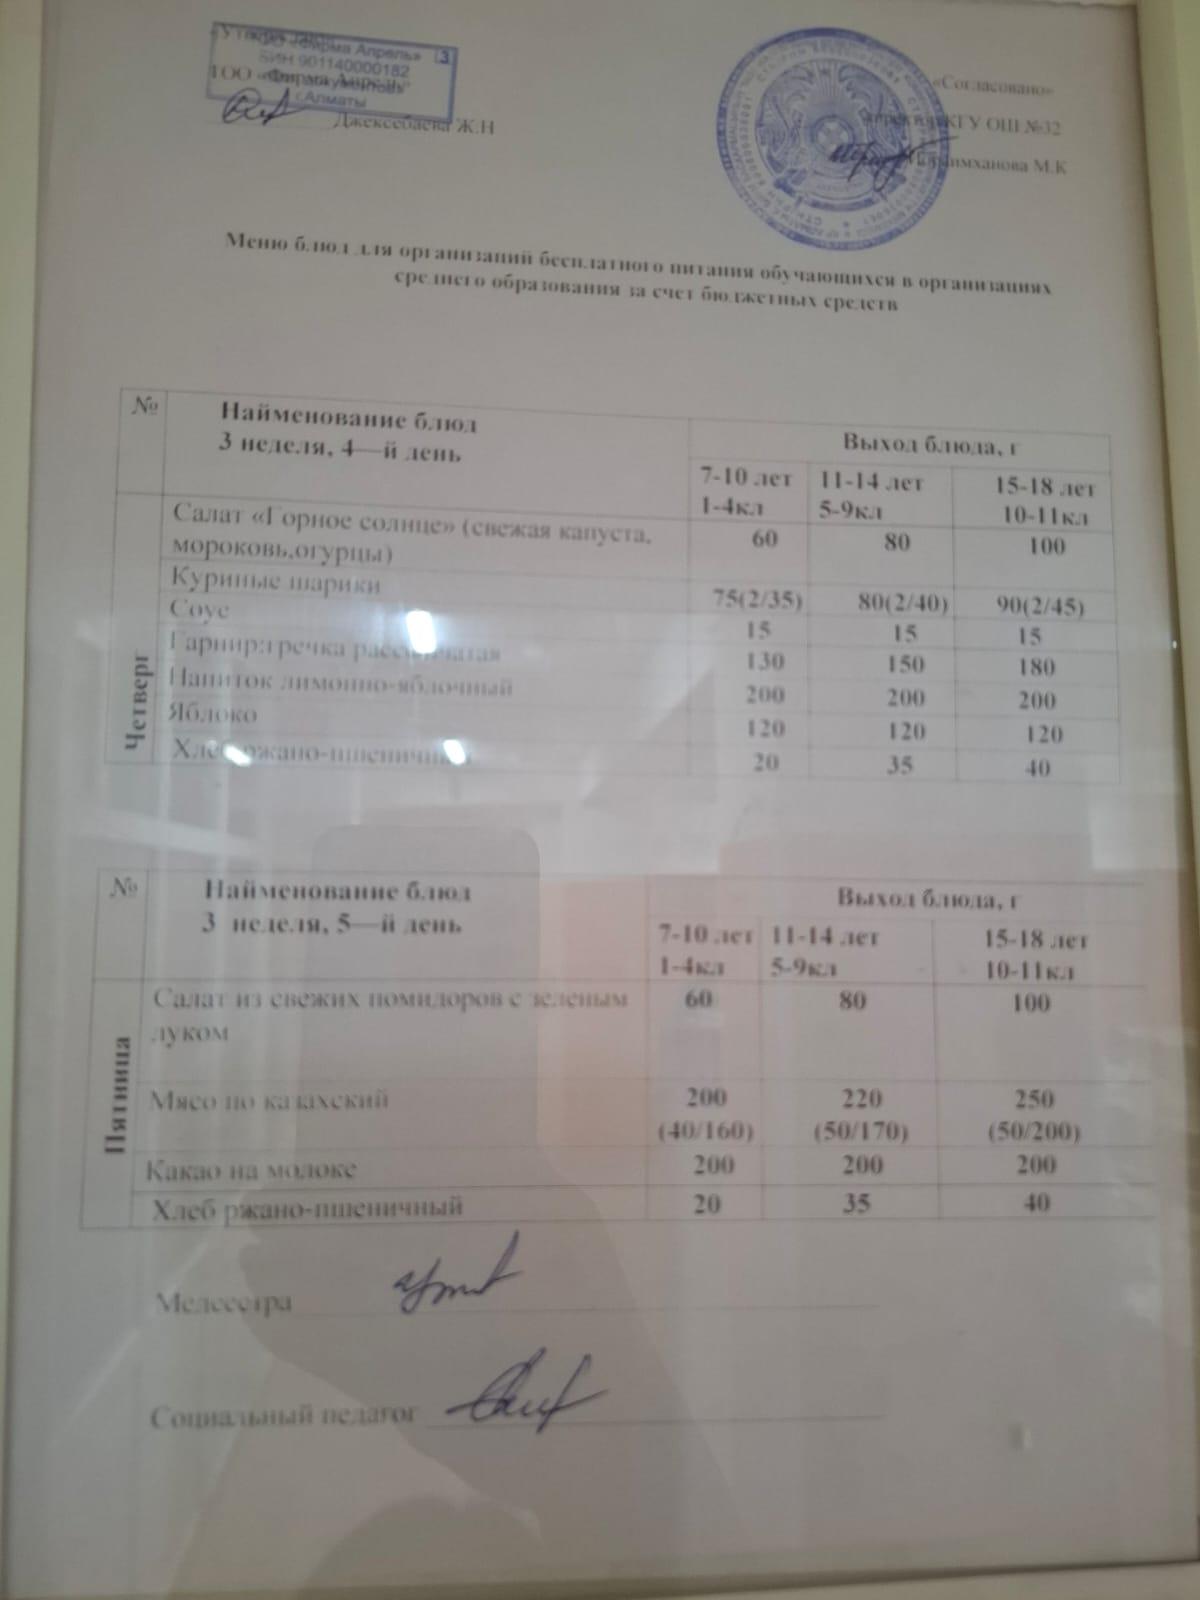 ТОО «Фирма Апрель»
БИН 901140000182
г.Алматы
Джексебаева Ж.Н
«Согласовано»
директор КГУ ОШ №32
М.К
Меню блюд для организаций бесплатного питания обучающихся в организациях
среднего образования за счет бюджетных средств
№ Найменование блюд Выход блюда, г
3 неделя, 4—й день
7-10 лет 11-14 лет 15-18 лет
1-4кл 5-9кл 10-11кл
Четверг
Салат «Горное солнце» (свежая капуста, 60 80 100
мороковь,огурцы)
Куриные шарики 75(2/35) 80(2/40) 90(2/45)
Соус 15 15 15
Гарнир:гречка рассыпчатая 130 150 180
Напиток лимонно-яблочный 200 200 200
Яблоко 120 120 120
Хлеб ржано-пшеничный 20 35 40
№ Найменование блюд Выход блюда, г
3 неделя, 5—й день
7-10 лет 11-14 лет 15-18 лет
1-4кл 5-9кл 10-11кл
Пятница
Салат из свежих помидоров с зеленым 60 80 100
луком
Мясо по казахский 200 220 250
(40/160) (50/170) (50/200)
Какао на молоке 200 200 200
Хлеб ржано-пшеничный 20 35 40
Медсестра
Социальный педагог